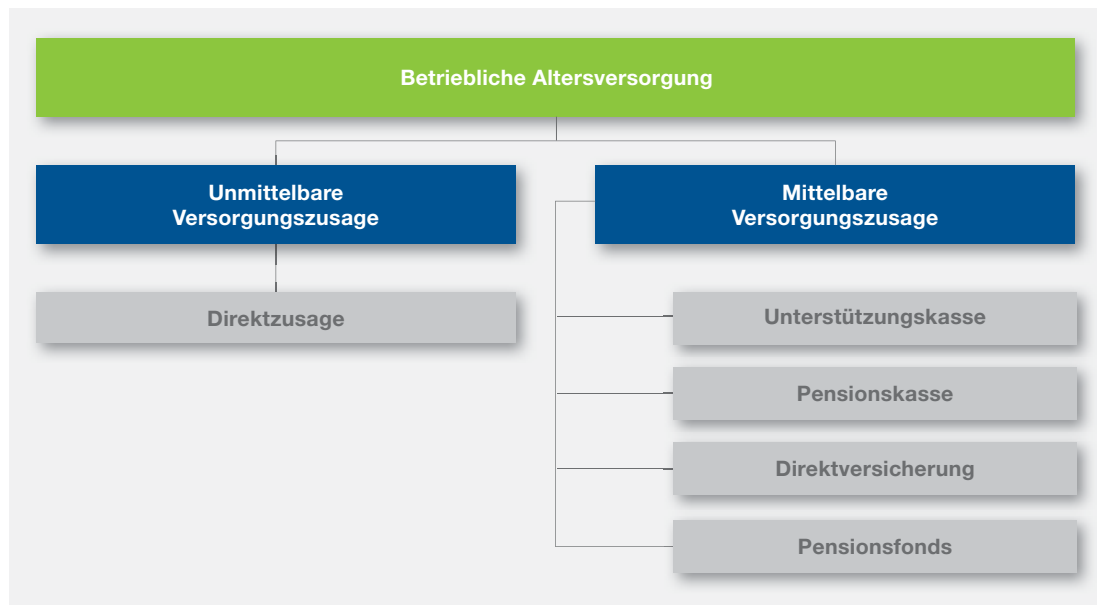 Betriebliche Altersversorgung
Unmittelbare
Versorgungszusage
Mittelbare
Versorgungszusage
Direktzusage
Unterstützungskasse
Pensionskasse
Direktversicherung
Pensionsfonds